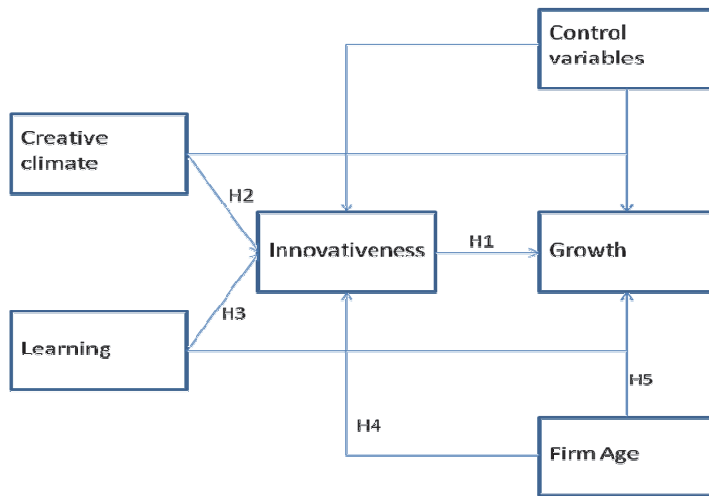 Control
variables
Creative
climate
H2
Innovativeness
H1
Growth
H3
Learning
H5
H4
Firm Age